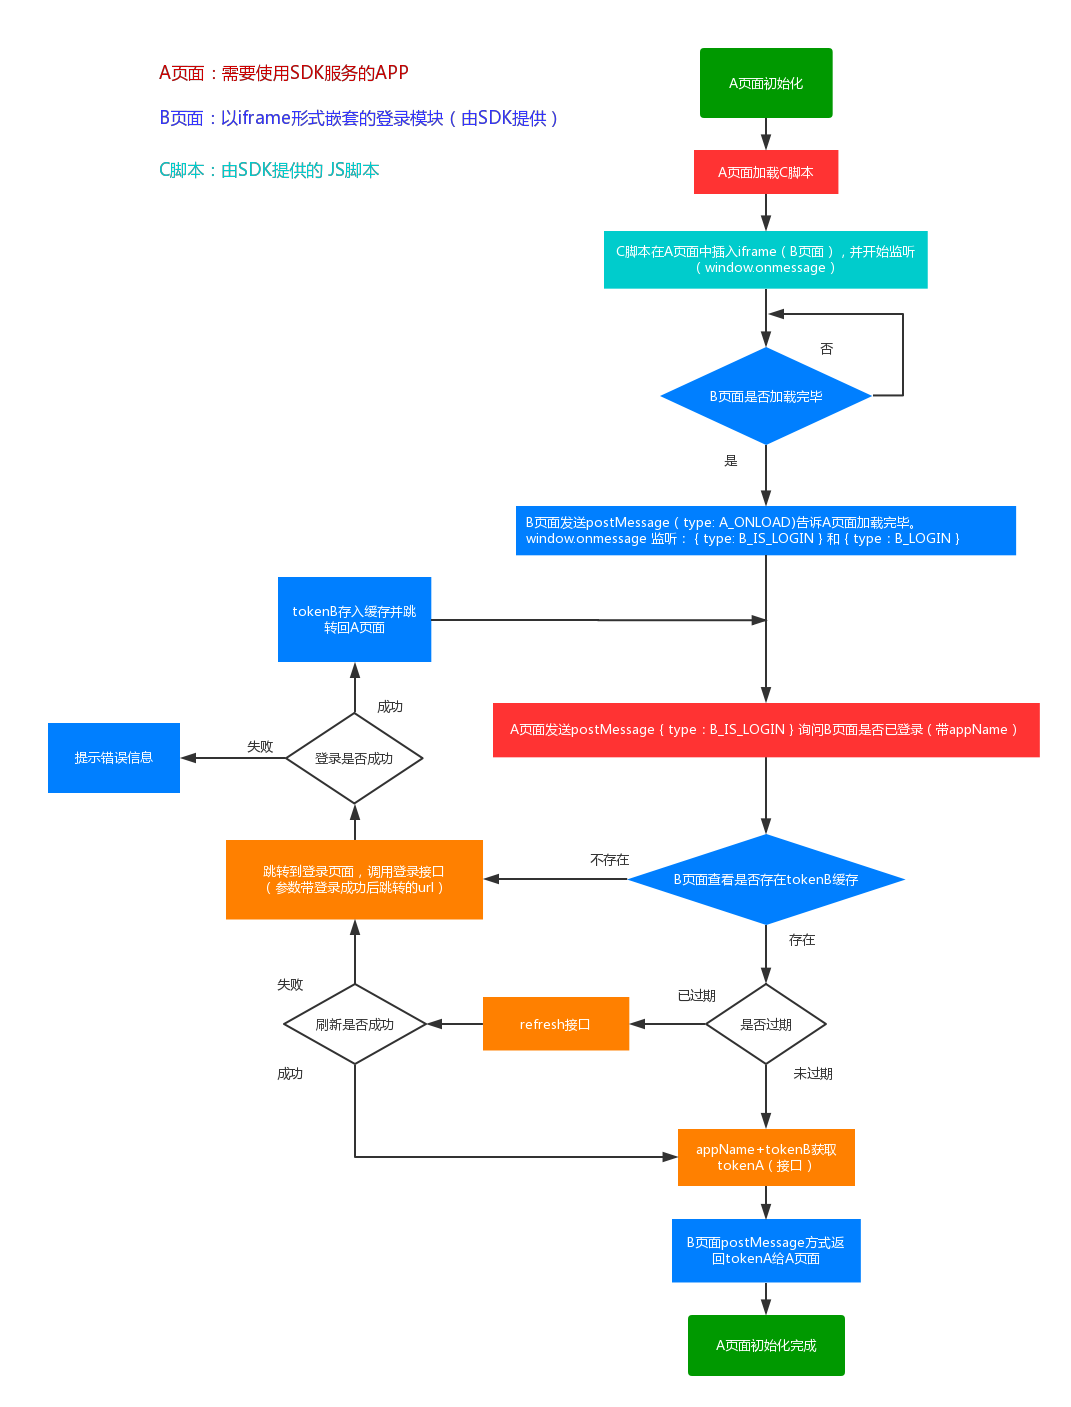 A页面：需要使用SDK服务的APP
B页面：以iframe形式嵌套的登录模块（由SDK提供）
C脚本：由SDK提供的 JS脚本
A页面初始化
A页面加载C脚本
C脚本在A页面中插入iframe（B页面），并开始监听
（window.onmessage）
否
B页面是否加载完毕
是
B页面发送postMessage（type: A_ONLOAD)告诉A页面加载完毕。
window.onmessage 监听：｛type: B_IS_LOGIN｝和｛type：B_LOGIN｝
tokenB存入缓存并跳
转回A页面
成功
A页面发送postMessage｛type：B_IS_LOGIN｝询问B页面是否已登录（带appName）
提示错误信息
失败
登录是否成功
跳转到登录页面，调用登录接口
（参数带登录成功后跳转的url）
不存在
B页面查看是否存在tokenB缓存
存在
失败
已过期
刷新是否成功
refresh接口
是否过期
成功
未过期
appName+tokenB获取
tokenA（接口）
B页面postMessage方式返
回tokenA给A页面
A页面初始化完成